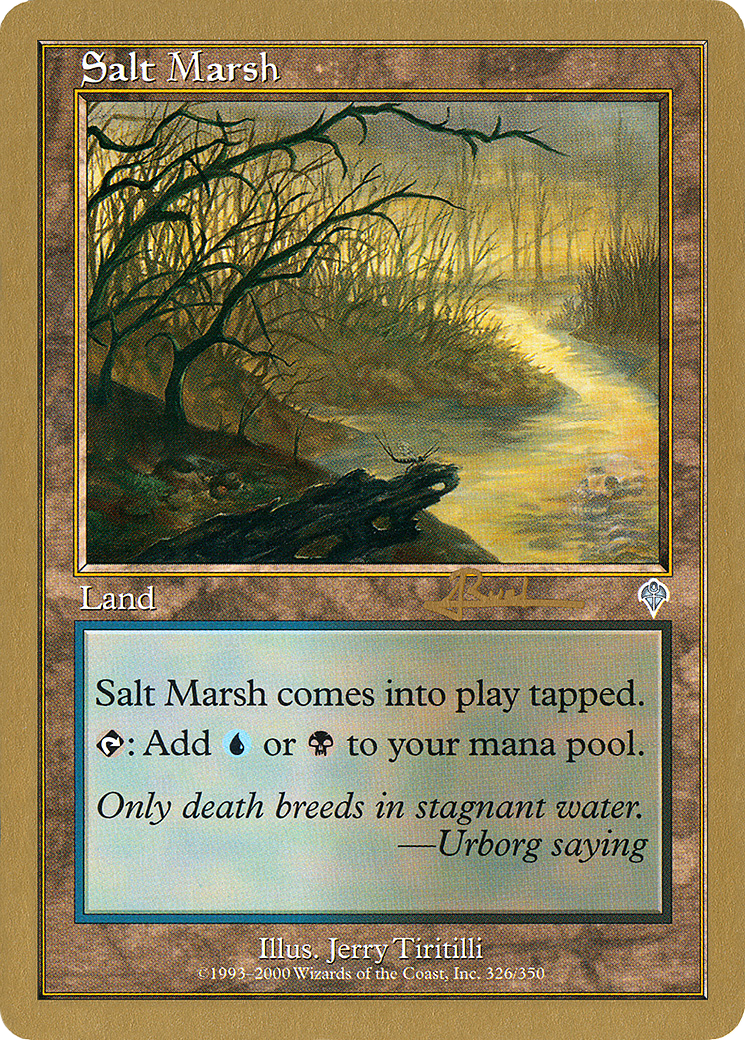 Salt Marsh
Land
Salt Marsh comes into play tapped.
: Add or to your mana pool.
Only death breeds in stagnant water.
—Urborg saying
Illus. Jerry Tiritilli
©1993–2000 Wizards of the Coast, Inc. 326/350